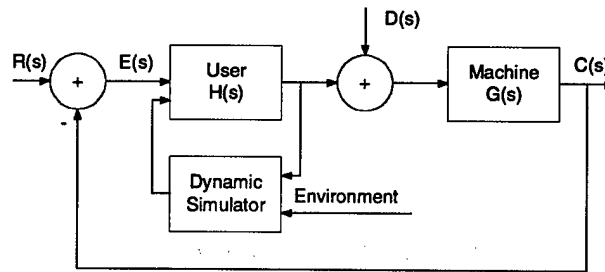 D(s)
R(s)
+
-
E(s)
User
H(s)
+
Machine
G(s)
C(s)
Dynamic
Simulator
Environment